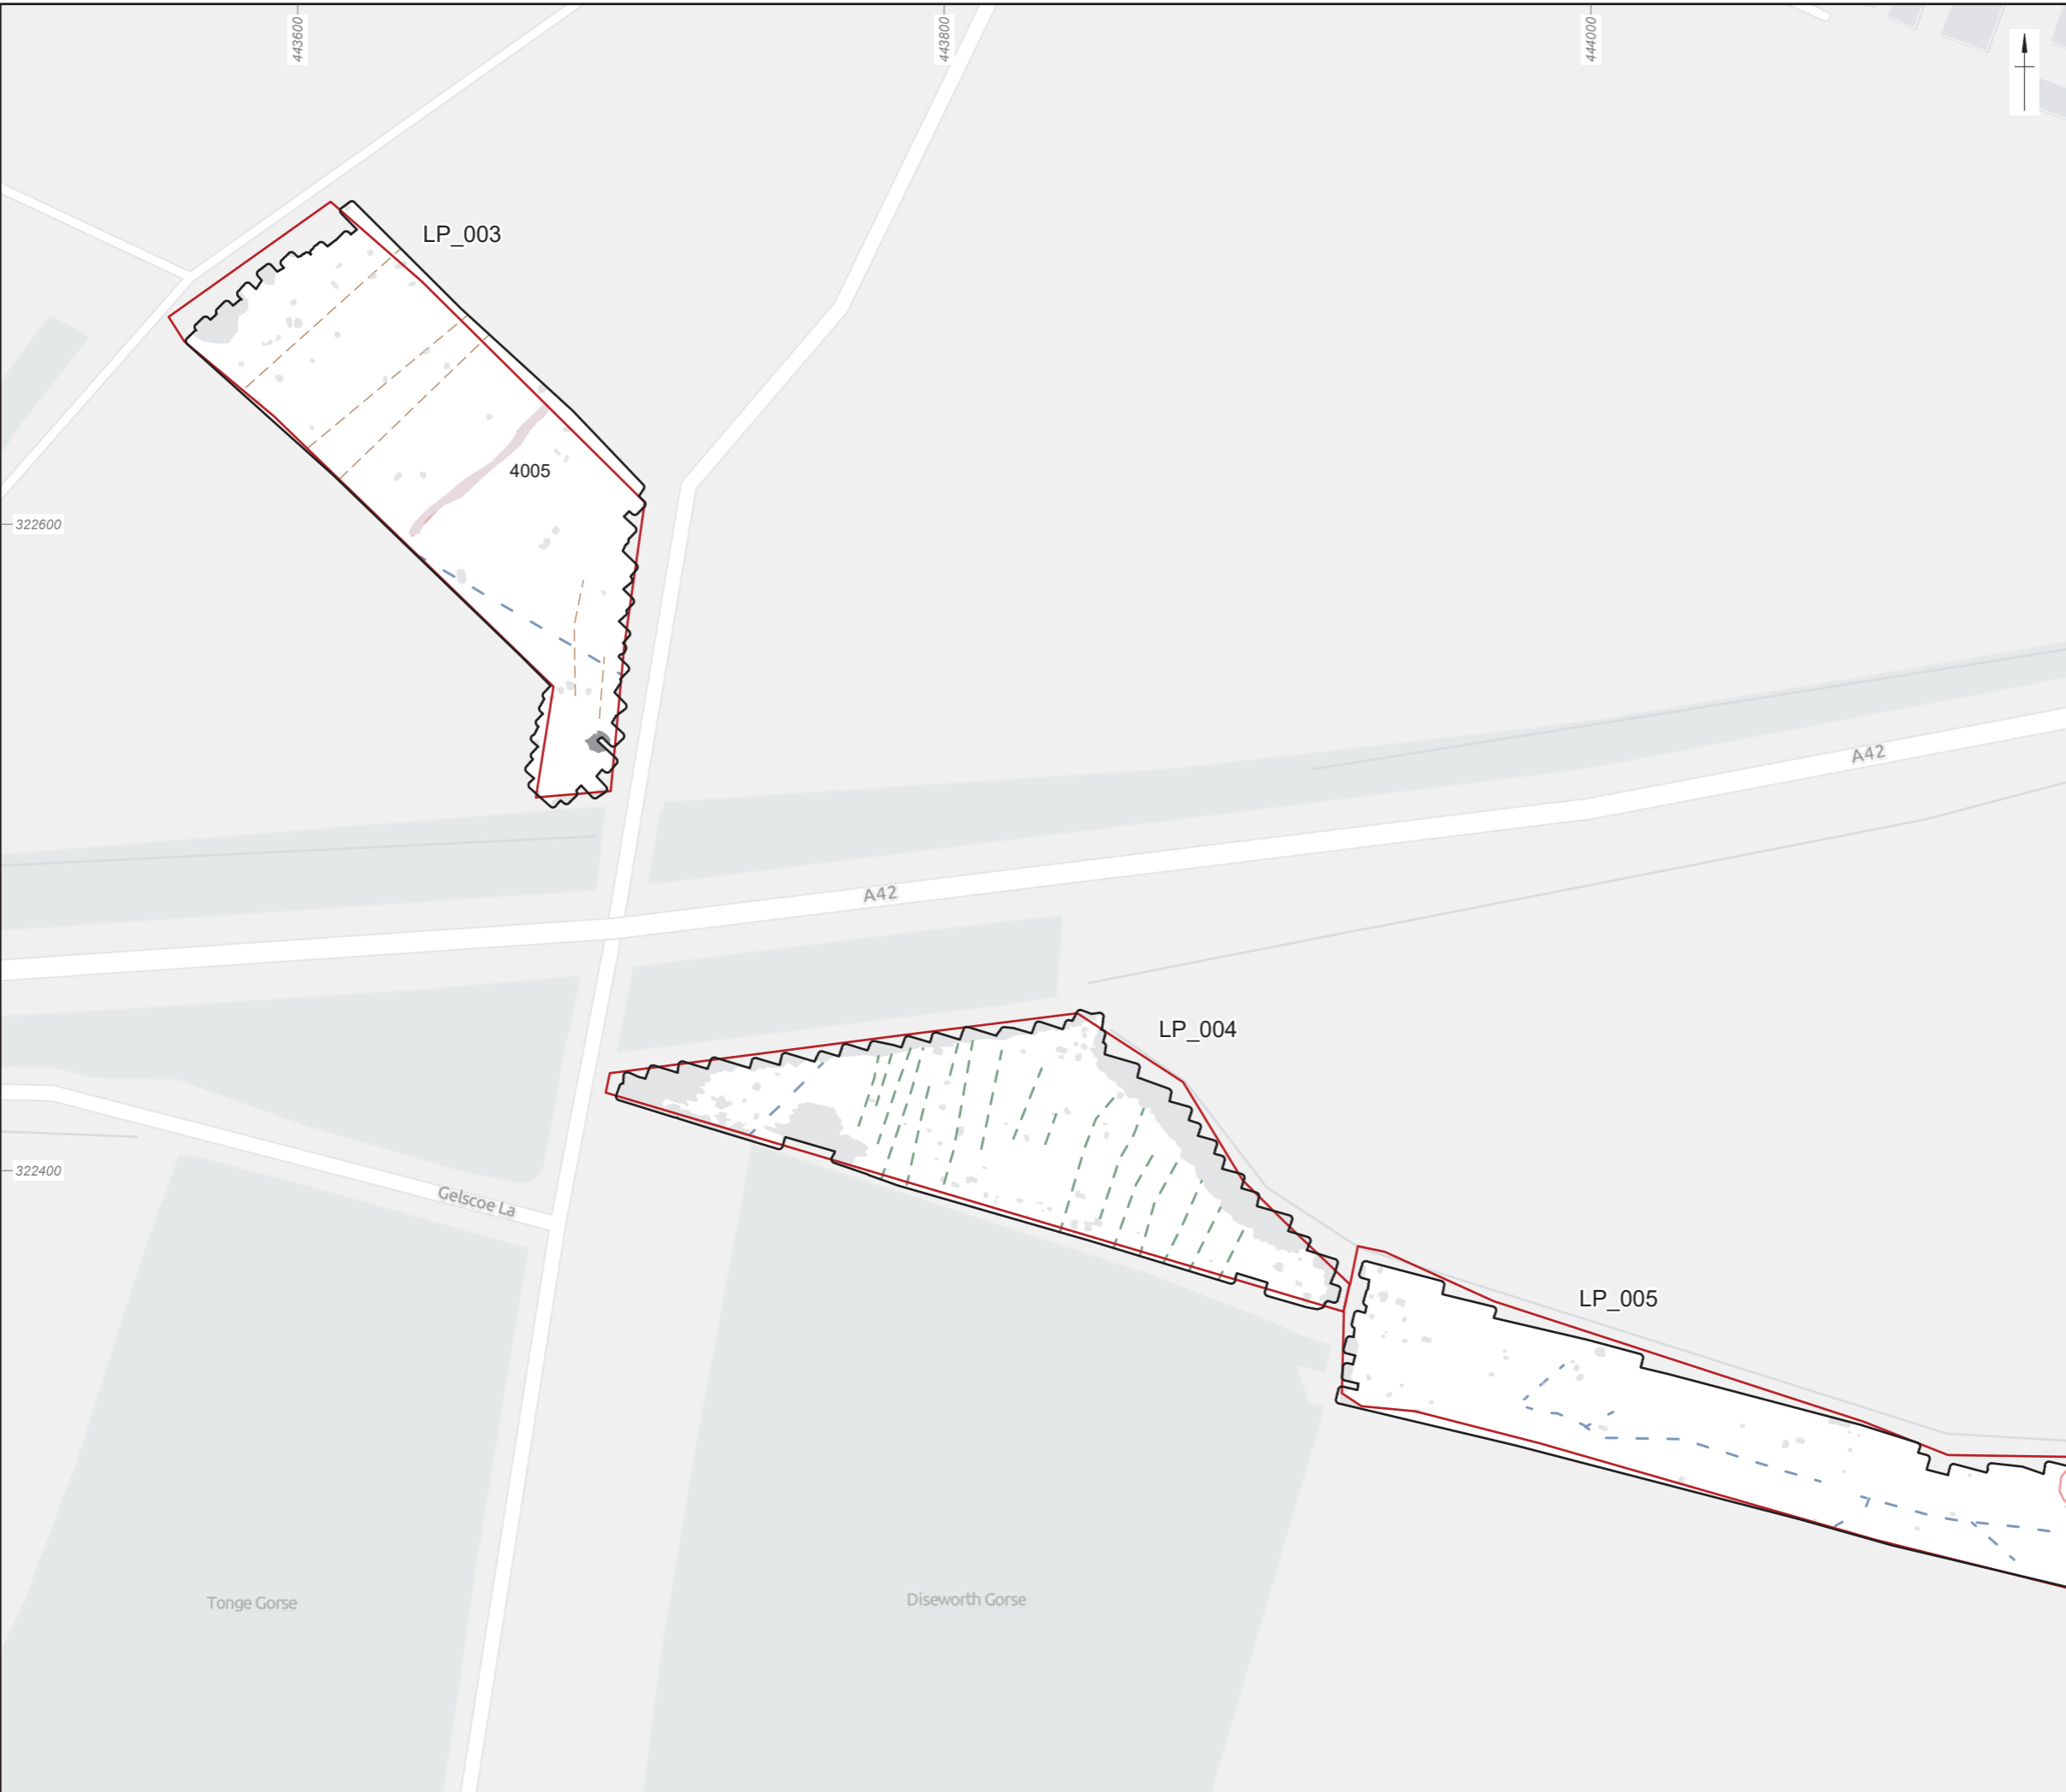 443600
443800
444000
LP_003
4005
322600
A42
A42
LP_004
322400
Gelscoe La
LP_005
Tonge Gorse
Diseworth Gorse